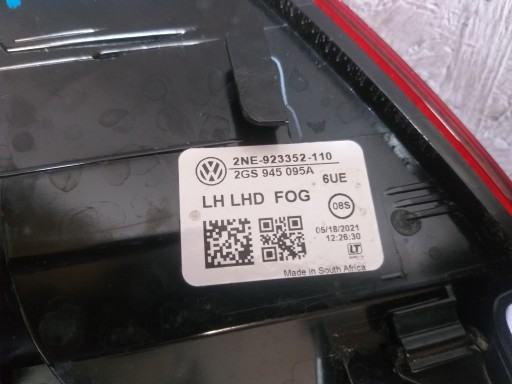 2NE-923352-110
2GS 945 095A
6UE
LH LHD FOG
08S
05/18/2021
12:26:30
LT
Made in South Africa